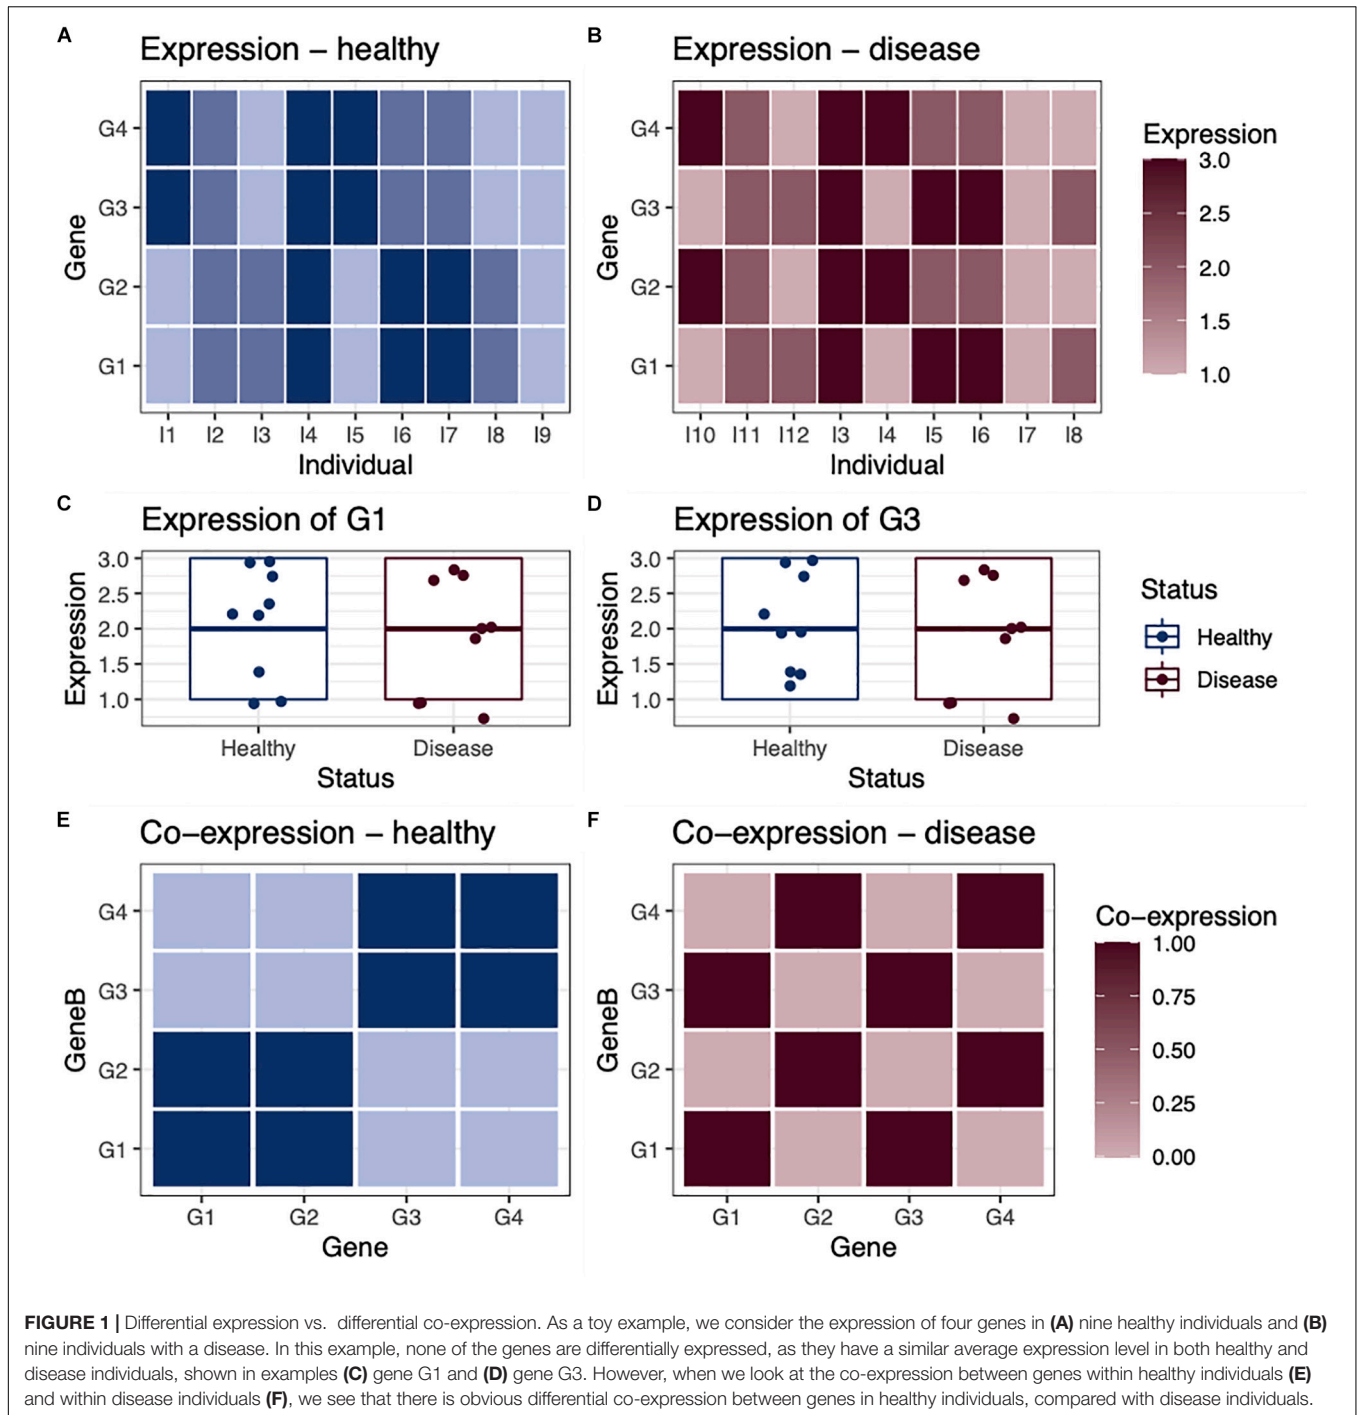 A
Expression – healthy
G4
G3
G2
G1
Gene
I1 I2 I3 I4 I5 I6 I7 I8 I9
Individual
B
Expression – disease
G4
G3
G2
G1
Gene
I10 I11 I12 I3 I4 I5 I6 I7 I8
Individual
Expression
3.0
2.5
2.0
1.5
1.0
C
Expression of G1
3.0
2.5
2.0
1.5
1.0
Expression
Healthy Disease
Status
D
Expression of G3
3.0
2.5
2.0
1.5
1.0
Expression
Healthy Disease
Status
Status
Healthy
Disease
E
Co–expression – healthy
G4
G3
G2
G1
GeneB
G1 G2 G3 G4
Gene
F
Co–expression – disease
G4
G3
G2
G1
GeneB
G1 G2 G3 G4
Gene
Co–expression
1.00
0.75
0.50
0.25
0.00
FIGURE 1 | Differential expression vs. differential co-expression. As a toy example, we consider the expression of four genes in (A) nine healthy individuals and (B)
nine individuals with a disease. In this example, none of the genes are differentially expressed, as they have a similar average expression level in both healthy and
disease individuals, shown in examples (C) gene G1 and (D) gene G3. However, when we look at the co-expression between genes within healthy individuals (E)
and within disease individuals (F), we see that there is obvious differential co-expression between genes in healthy individuals, compared with disease individuals.